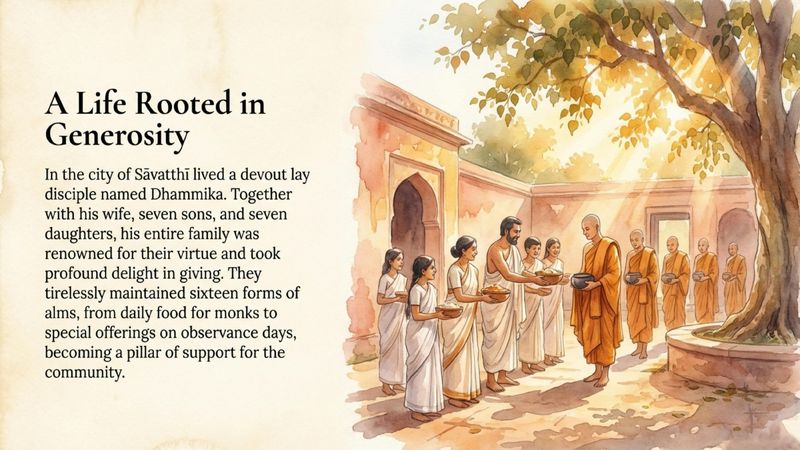 A Life Rooted in
Generosity
In the city of Sāvatthī lived a devout lay
disciple named Dhammika. Together
with his wife, seven sons, and seven
daughters, his entire family was
renowned for their virtue and took
profound delight in giving. They
tirelessly maintained sixteen forms of
alms, from daily food for monks to
special offerings on observance days,
becoming a pillar of support for the
community.